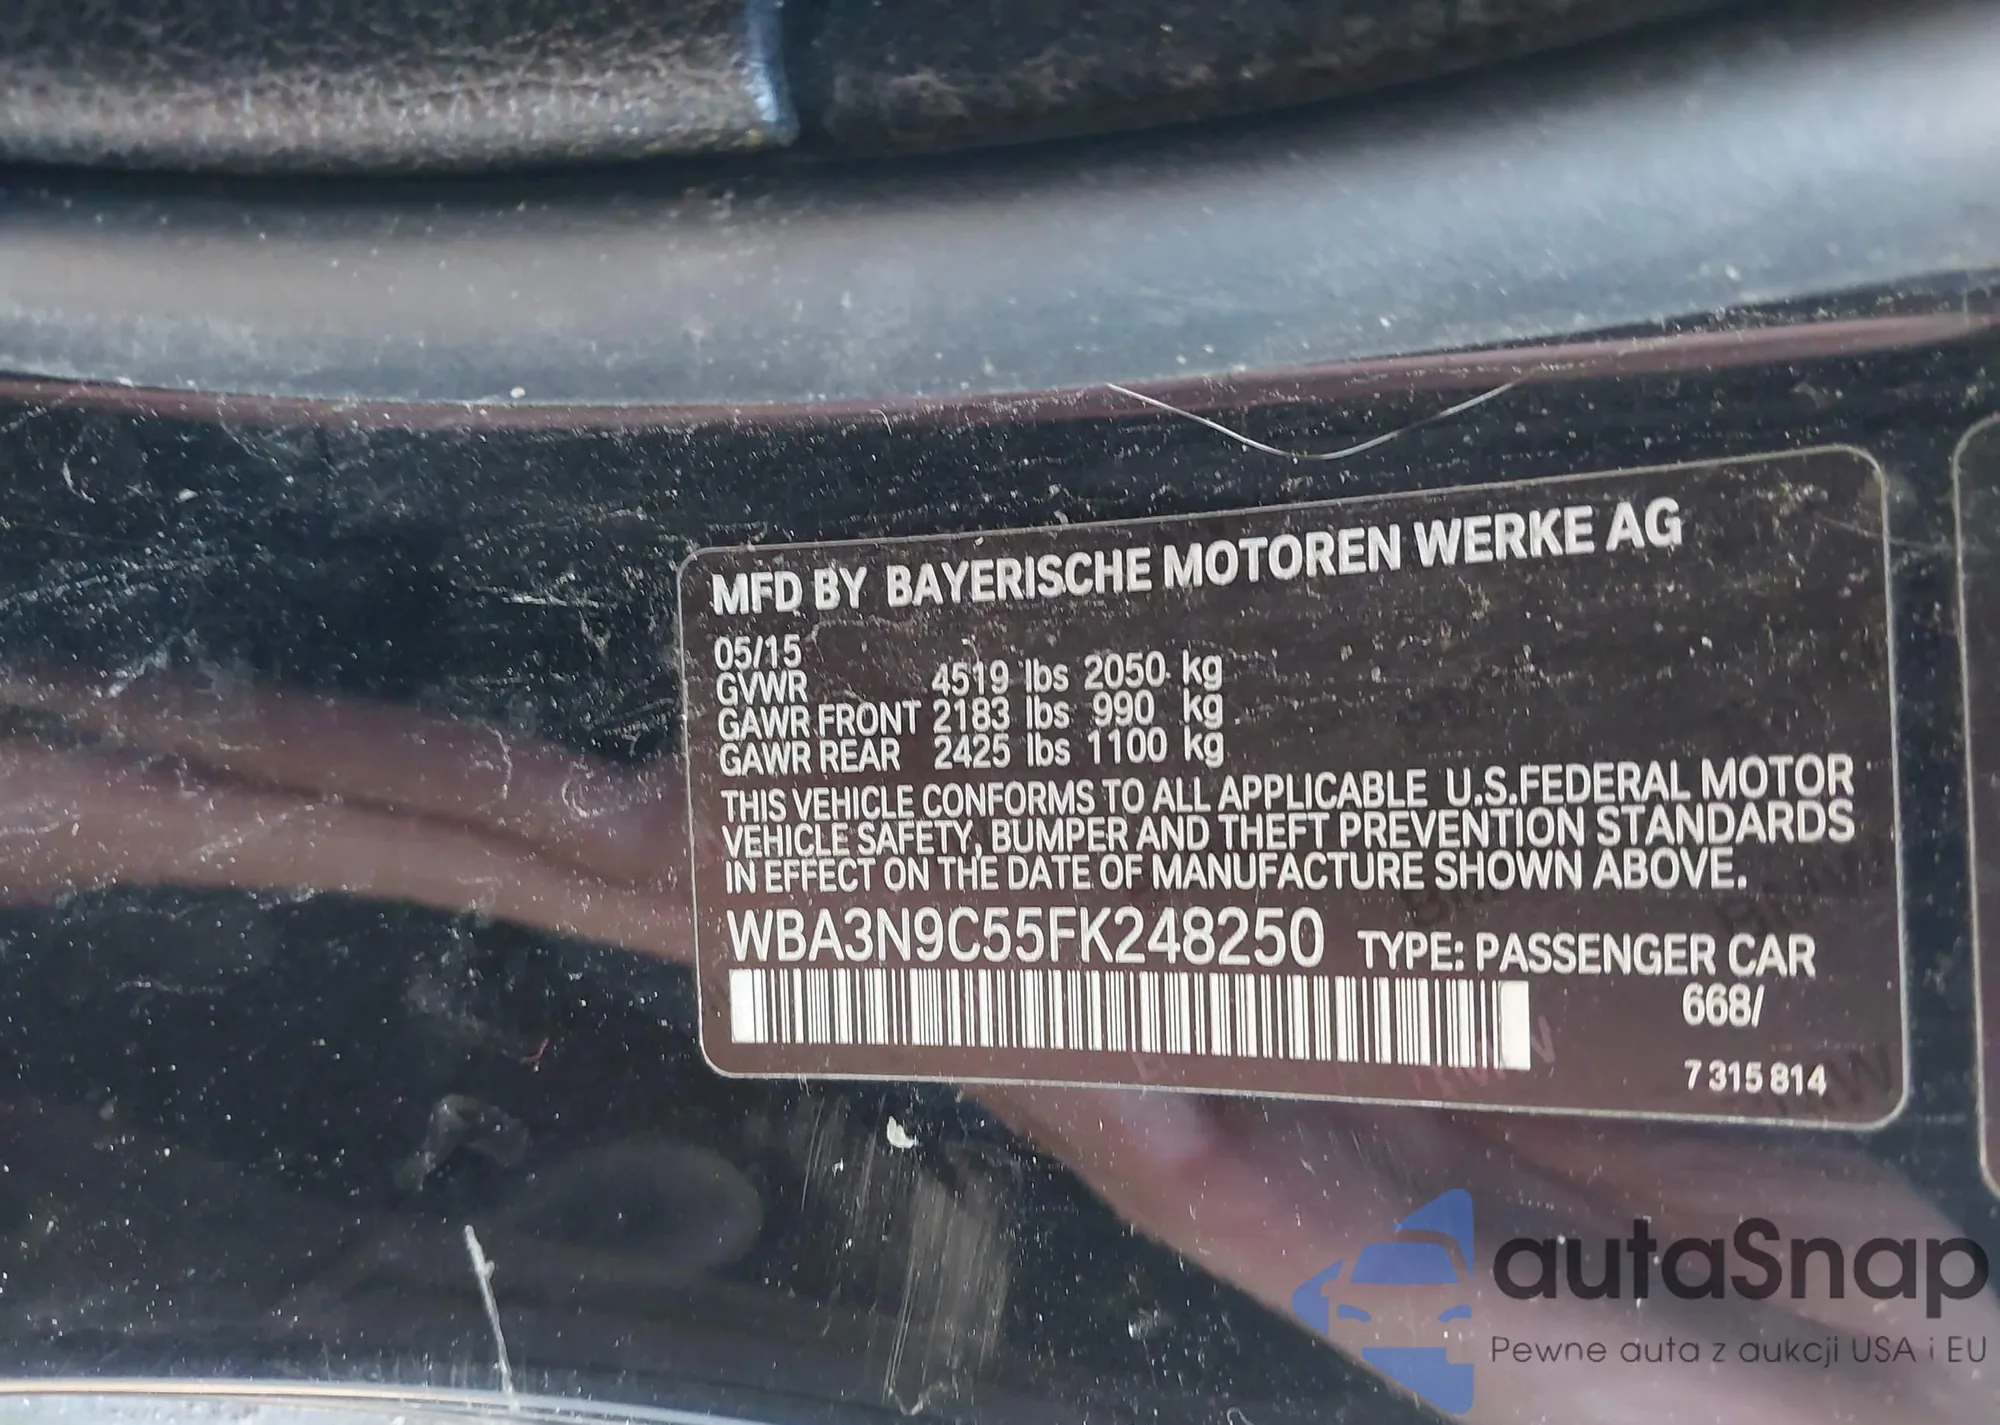 MFD BY BAYERISCHE MOTOREN WERKE AG
05/15
GVWR 4519 lbs 2050 kg
GAWR FRONT 2183 lbs 990 kg
GAWR REAR 2425 lbs 1100 kg
THIS VEHICLE CONFORMS TO ALL APPLICABLE U.S.FEDERAL MOTOR
VEHICLE SAFETY, BUMPER AND THEFT PREVENTION STANDARDS
IN EFFECT ON THE DATE OF MANUFACTURE SHOWN ABOVE.
WBA3N9C55FK248250 TYPE: PASSENGER CAR
668/
7 315 814
autaSnap
Pewne auta z aukcji USA i EU